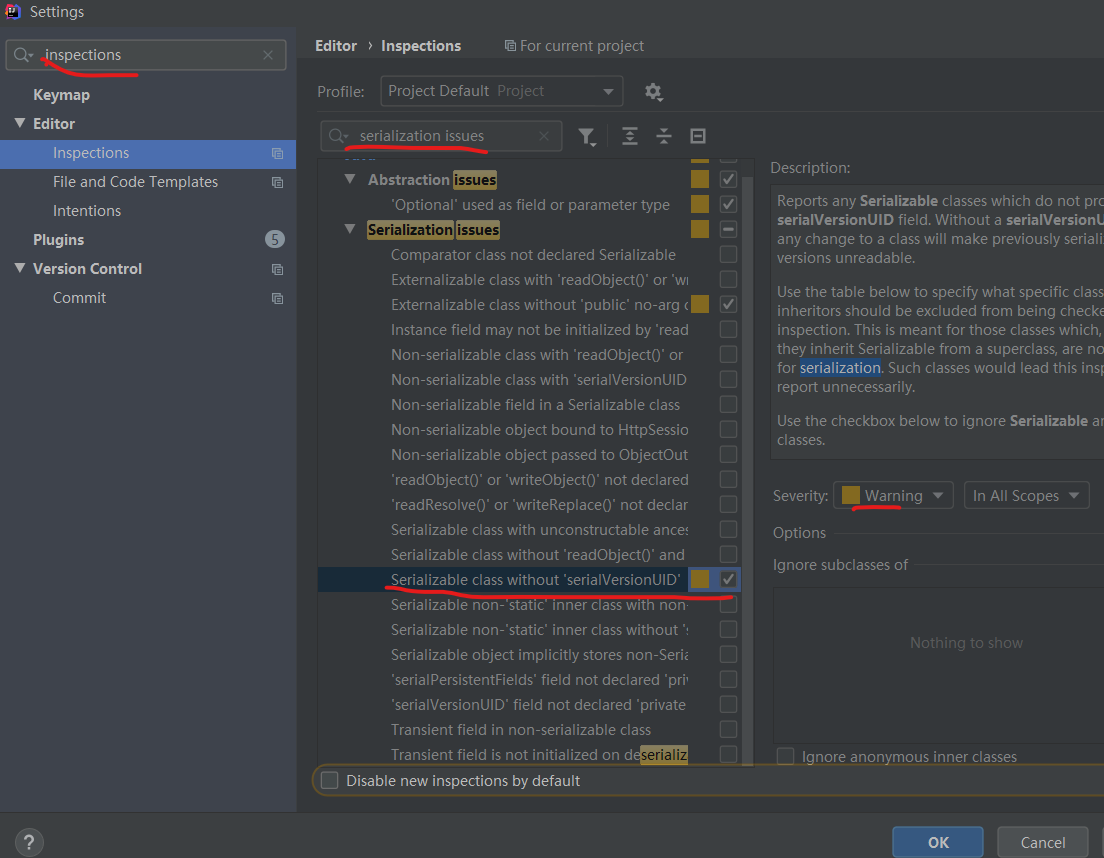 Settings
inspections
Keymap
Editor
Inspections
File and Code Templates
Intentions
Plugins
5
Version Control
Commit
Editor › Inspections
For current project
Profile: Project Default Project
serialization issues
Abstraction issues
'Optional' used as field or parameter type
Serialization issues
Comparator class not declared Serializable
Externalizable class with 'readObject()' or 'wr
Externalizable class without 'public' no-arg c
Instance field may not be initialized by 'read
Non-serializable class with 'readObject()' or
Non-serializable class with 'serialVersionUID
Non-serializable field in a Serializable class
Non-serializable object bound to HttpSessio
Non-serializable object passed to ObjectOut
'readObject()' or 'writeObject()' not declared
'readResolve()' or 'writeReplace()' not declar
Serializable class with unconstructable ances
Serializable class without 'readObject()' and
Serializable class without 'serialVersionUID'
Serializable non-'static' inner class with non-
Serializable non-'static' inner class without 's
Serializable object implicitly stores non-Seria
'serialPersistentFields' field not declared 'pri
'serialVersionUID' field not declared 'private
Transient field in non-serializable class
Transient field is not initialized on deserializ
Disable new inspections by default
Description:
Reports any Serializable classes which do not pro
serialVersionUID field. Without a serialVersionU
any change to a class will make previously seriali
versions unreadable.
Use the table below to specify what specific class
inheritors should be excluded from being checke
inspection. This is meant for those classes which,
they inherit Serializable from a superclass, are no
for serialization. Such classes would lead this insp
report unnecessarily.
Use the checkbox below to ignore Serializable an
classes.
Severity: Warning In All Scopes
Options
Ignore subclasses of
Nothing to show
Ignore anonymous inner classes
?
OK
Cancel